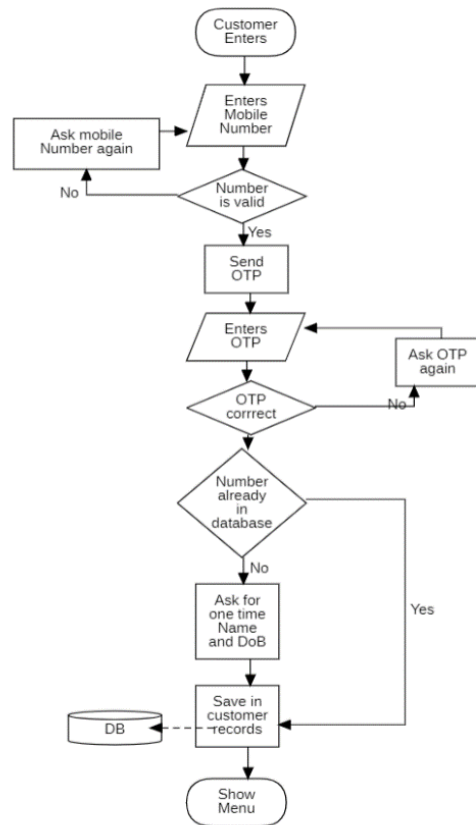 Customer
Enters
Enters
Mobile
Number
Ask mobile
Number again
Number
is valid
No
Yes
Send
OTP
Enters
OTP
Ask OTP
again
OTP
corrrect
No
Number
already
in
database
No
Yes
Ask for
one time
Name
and DoB
Save in
customer
records
DB
Show
Menu